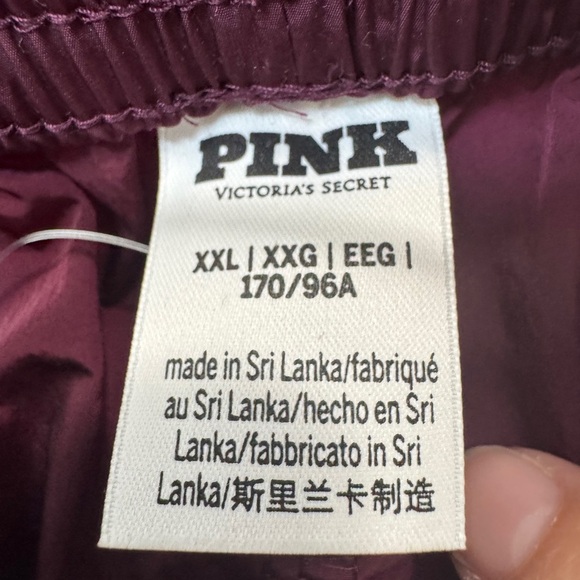 PINK
VICTORIA'S SECRET
XXL | XXG | EEG |
170/96A
made in Sri Lanka/fabriqué
au Sri Lanka/hecho en Sri
Lanka/fabbricato in Sri
Lanka/斯里兰卡制造